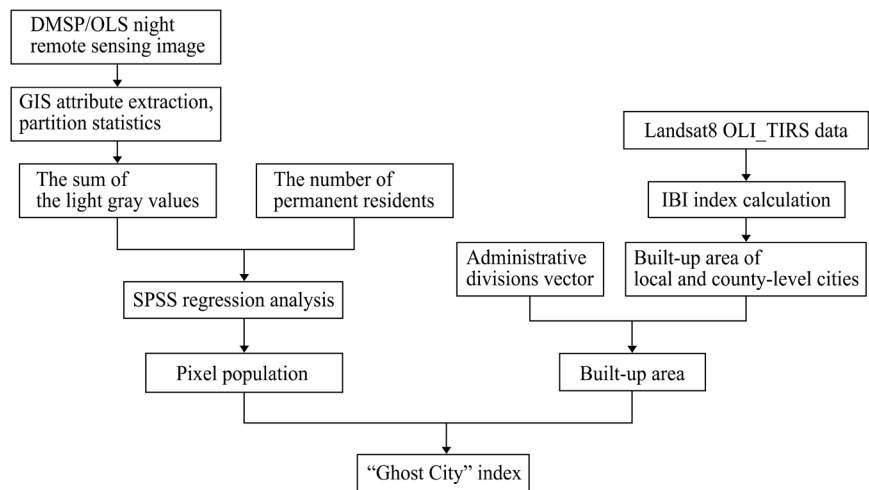 DMSP/OLS night
remote sensing image
GIS attribute extraction,
partition statistics
Landsat8 OLI_TIRS data
The sum of
the light gray values
The number of
permanent residents
IBI index calculation
Administrative
divisions vector
Built-up area of
local and county-level cities
SPSS regression analysis
Pixel population
Built-up area
“Ghost City” index